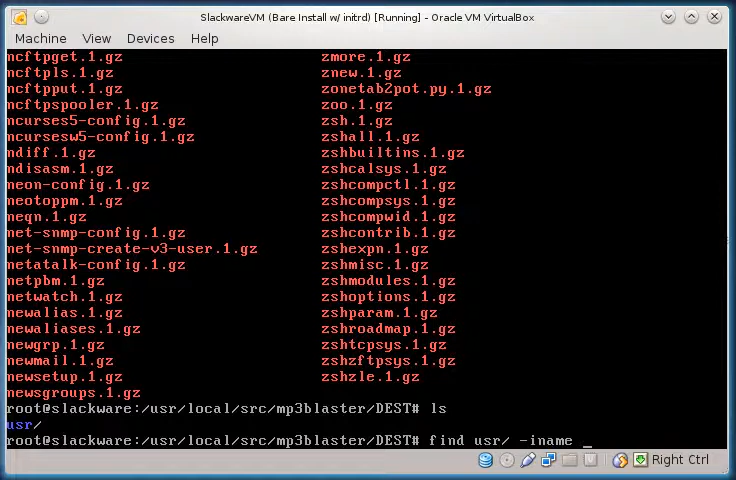 SlackwareVM (Bare Install w/ initrd) [Running] - Oracle VM VirtualBox
Machine View Devices Help
ncftpget.1.gz zmore.1.gz
ncftpls.1.gz znew.1.gz
ncftpput.1.gz zonetab2pot.py.1.gz
ncftpspooler.1.gz zoo.1.gz
ncurses5-config.1.gz zsh.1.gz
ncursesw5-config.1.gz zshall.1.gz
ndiff.1.gz zshbuiltins.1.gz
ndisasm.1.gz zshcalsys.1.gz
neon-config.1.gz zshcompctl.1.gz
neotoppm.1.gz zshcompsys.1.gz
neqn.1.gz zshcompwid.1.gz
net-snmp-config.1.gz zshcontrib.1.gz
net-snmp-create-v3-user.1.gz zshexpn.1.gz
netatalk-config.1.gz zshmisc.1.gz
netpbm.1.gz zshmodules.1.gz
netwatch.1.gz zshoptions.1.gz
newalias.1.gz zshparam.1.gz
newaliases.1.gz zshroadmap.1.gz
newgrp.1.gz zshtcpsys.1.gz
newmail.1.gz zshzftpsys.1.gz
newsetup.1.gz zshzle.1.gz
newsgroups.1.gz
root@slackware:/usr/local/src/mp3blaster/DEST# ls
usr/
root@slackware:/usr/local/src/mp3blaster/DEST# find usr/ -iname _
Right Ctrl